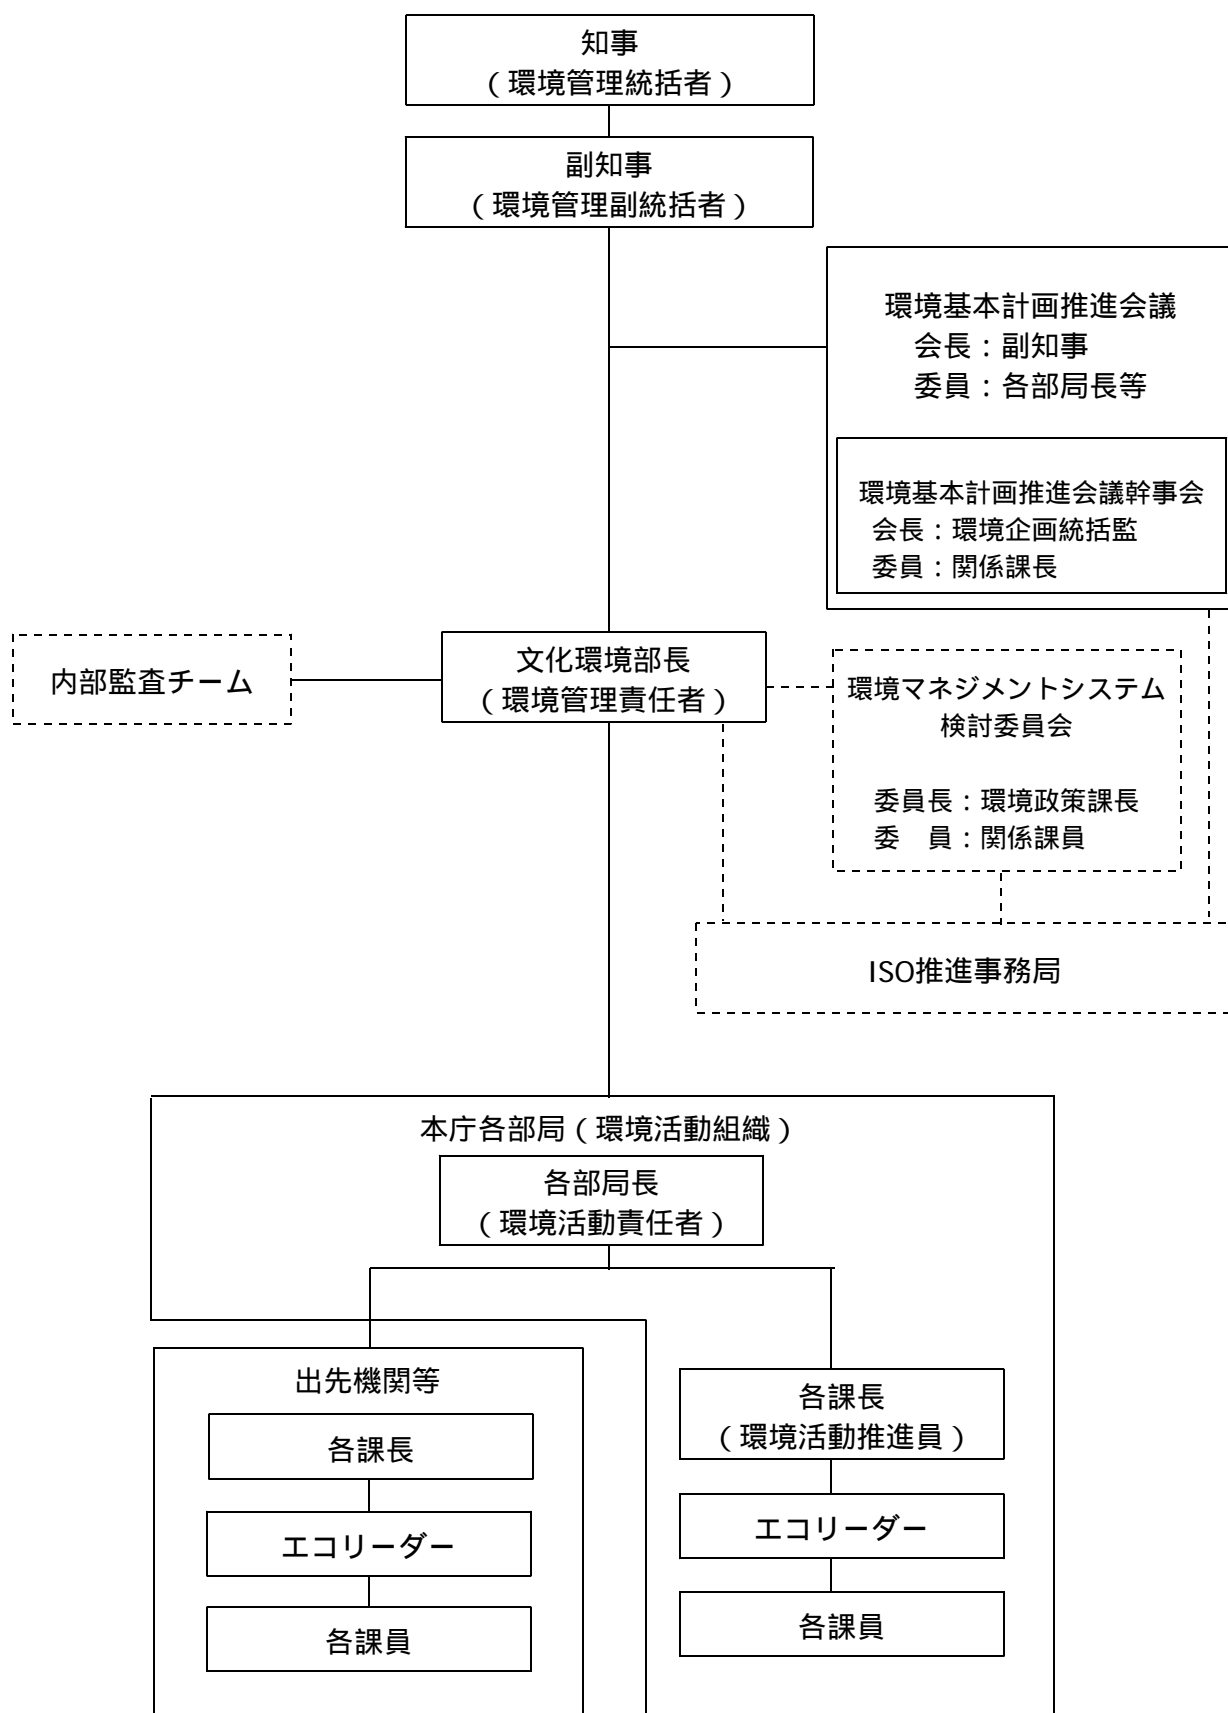 知事
（環境管理統括者）
副知事
（環境管理副統括者）
環境基本計画推進会議
会長：副知事
委員：各部局長等
環境基本計画推進会議幹事会
会長：環境企画統括監
委員：関係課長
内部監査チーム
文化環境部長
（環境管理責任者）
環境マネジメントシステム
検討委員会
委員長：環境政策課長
委　員：関係課員
ISO推進事務局
本庁各部局（環境活動組織）
各部局長
（環境活動責任者）
出先機関等
各課長
エコリーダー
各課員
各課長
（環境活動推進員）
エコリーダー
各課員